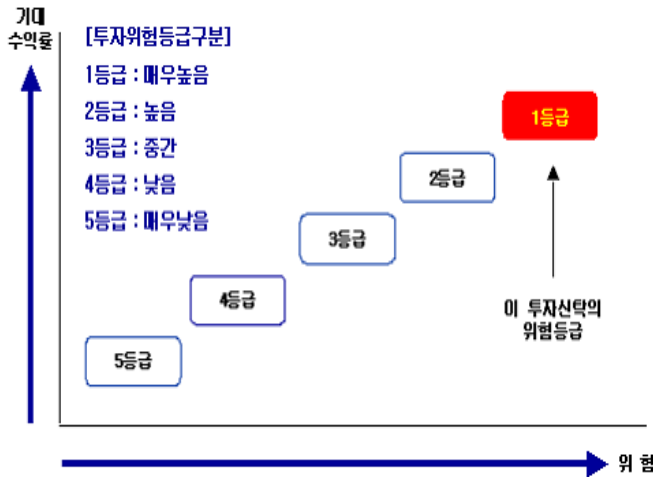 기대
수익률
[투자위험등급구분]
1등급 : 매우높음
2등급 : 높음
3등급 : 중간
4등급 : 낮음
5등급 : 매우낮음
1등급
2등급
3등급
4등급
5등급
이 투자신탁의
위험등급
위 험